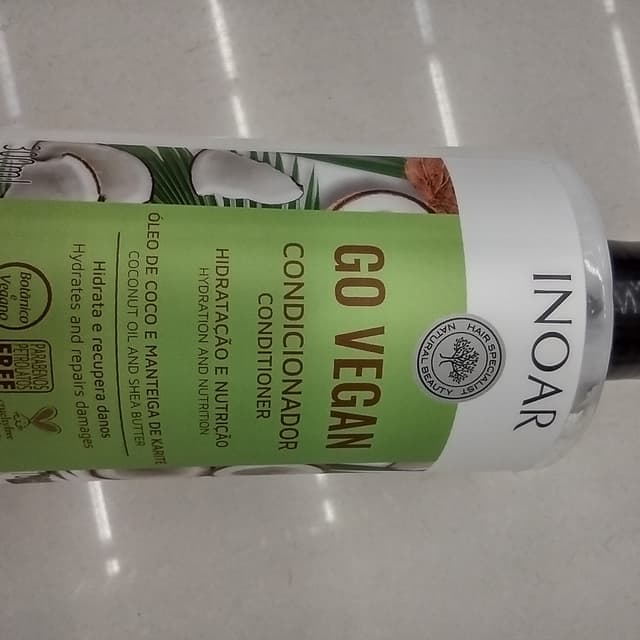 INOAR
HAIR SPECIALIST
NATURAL BEAUTY
GO VEGAN
CONDICIONADOR
CONDITIONER
HIDRATAÇÃO E NUTRIÇÃO
HYDRATION AND NUTRITION
ÓLEO DE COCO E MANTEIGA DE KARITÉ
COCONUT OIL AND SHEA BUTTER
Hidrata e recupera danos
Hydrates and repairs damages
Botânico
e
Vegano
PARABENOS
PETROLATOS
FREE
300ml